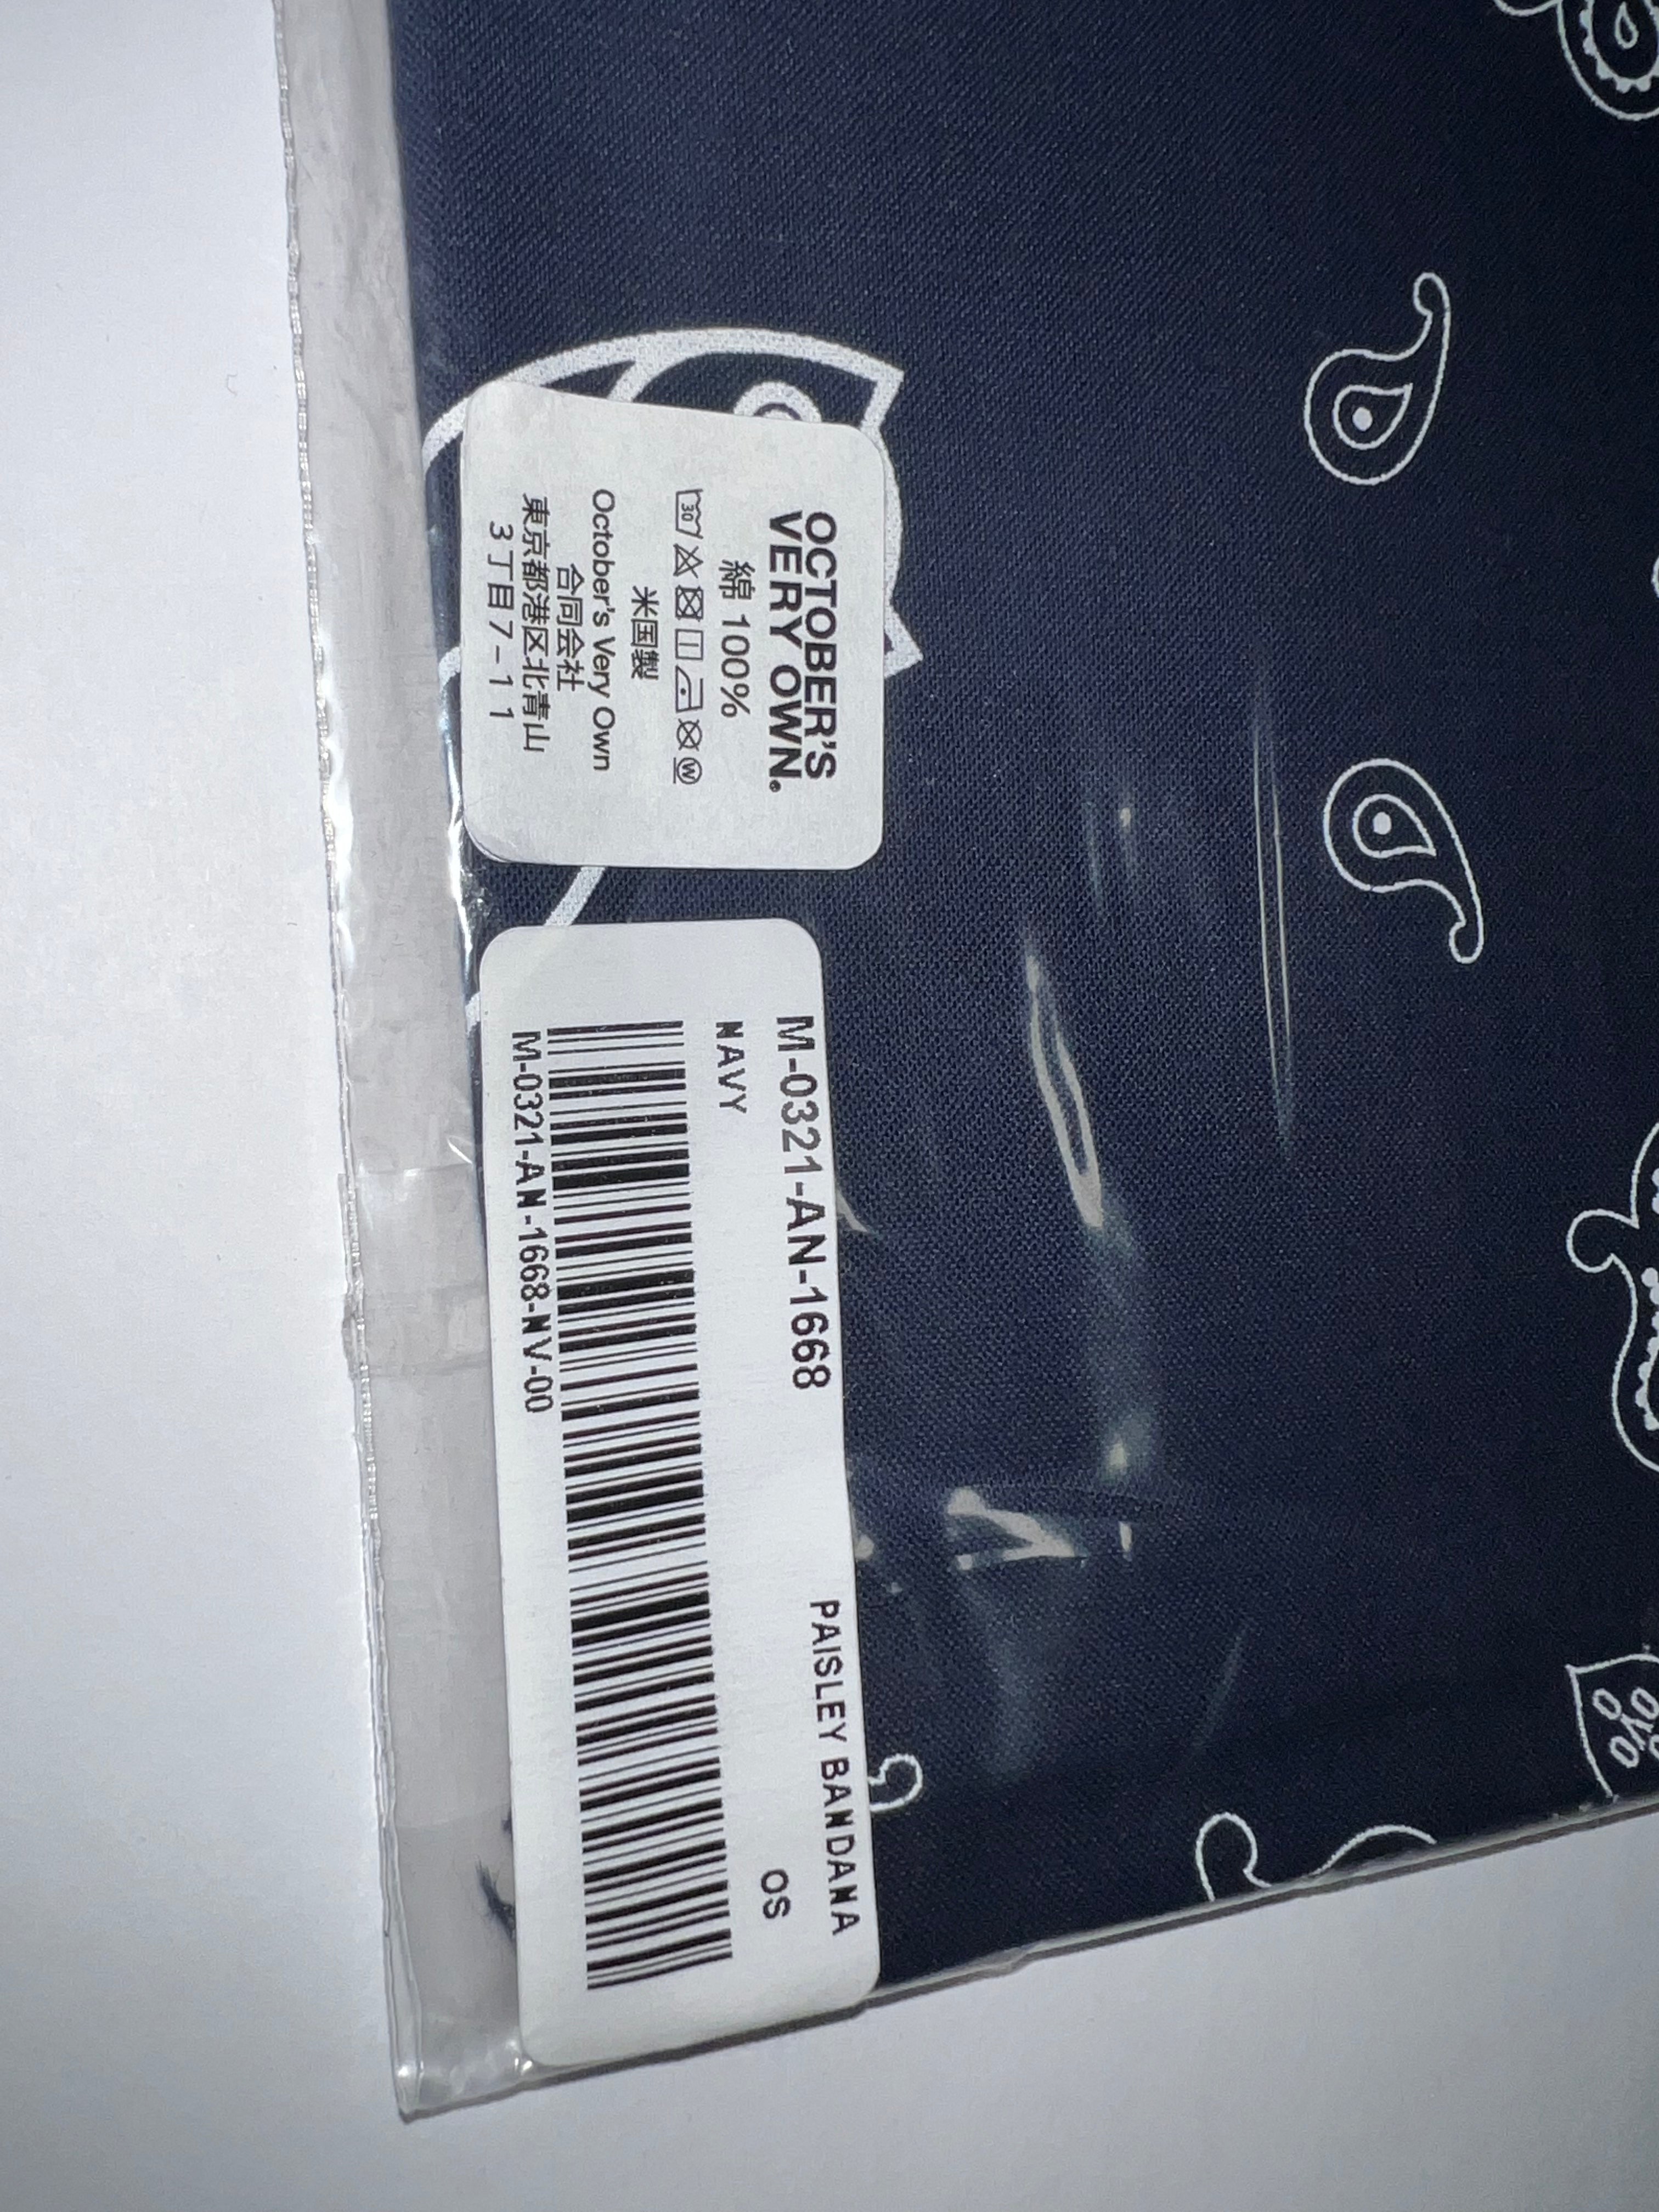 OCTOBER'S
VERY OWN®
綿 100%
30
W
米国製
October's Very Own
合同会社
東京都港区北青山
3丁目7-11
M-0321-AN-1668
PAISLEY BANDANA
NAVY
OS
M-0321-AN-1668-NV-00
OVO